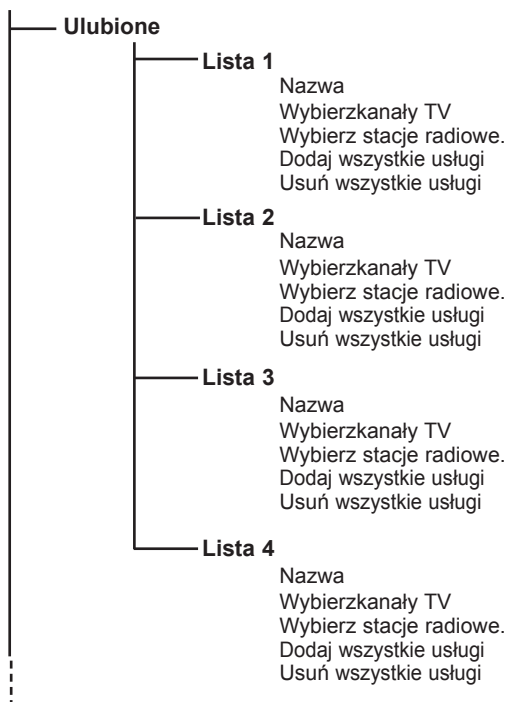 Ulubione
Lista 1
Nazwa
Wybierzkanały TV
Wybierz stacje radiowe.
Dodaj wszystkie usługi
Usuń wszystkie usługi
Lista 2
Nazwa
Wybierzkanały TV
Wybierz stacje radiowe.
Dodaj wszystkie usługi
Usuń wszystkie usługi
Lista 3
Nazwa
Wybierzkanały TV
Wybierz stacje radiowe.
Dodaj wszystkie usługi
Usuń wszystkie usługi
Lista 4
Nazwa
Wybierzkanały TV
Wybierz stacje radiowe.
Dodaj wszystkie usługi
Usuń wszystkie usługi